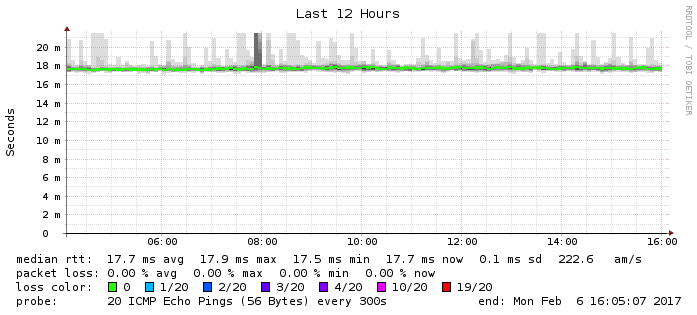 Last 12 Hours
RRDTOOL / TOBI OETIKER
Seconds
20 m
18 m
16 m
14 m
12 m
10 m
8 m
6 m
4 m
2 m
0
06:00 08:00 10:00 12:00 14:00 16:00
median rtt: 17.7 ms avg 17.9 ms max 17.5 ms min 17.7 ms now 0.1 ms sd 222.6 am/s
packet loss: 0.00 % avg 0.00 % max 0.00 % min 0.00 % now
loss color: 0 1/20 2/20 3/20 4/20 10/20 19/20
probe: 20 ICMP Echo Pings (56 Bytes) every 300s end: Mon Feb 6 16:05:07 2017